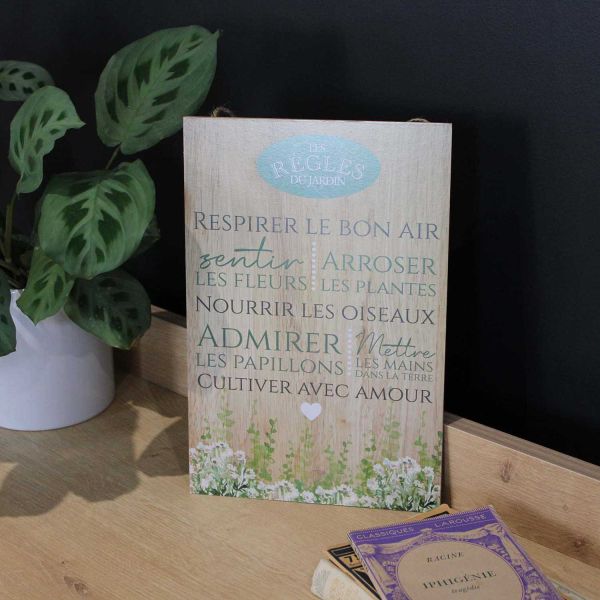 LES
RÈGLES
DU JARDIN
RESPIRER LE BON AIR
sentir
LES FLEURS
ARROSER
LES PLANTES
NOURRIR LES OISEAUX
ADMIRER
LES PAPILLONS
Mettre
LES MAINS
DANS LA TERRE
CULTIVER AVEC AMOUR
CLASSIQUES LAROUSSE
RACINE
IPHIGÉNIE
tragédie